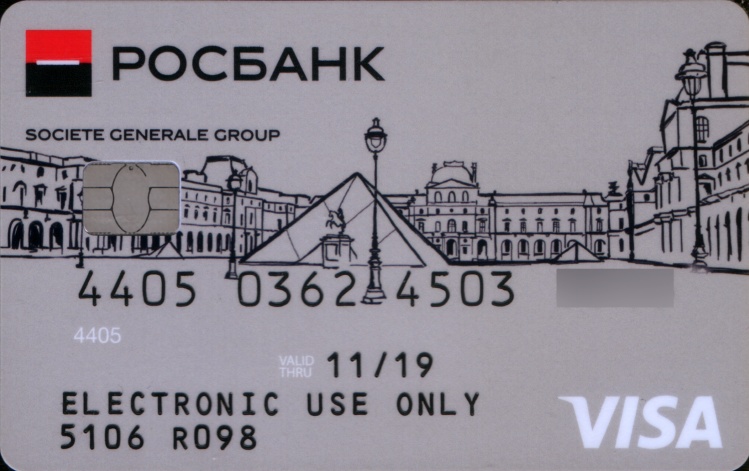 РОСБАНК
SOCIETE GENERALE GROUP
4405 0362 4503
4405
VALID THRU 11/19
ELECTRONIC USE ONLY
5106 R098
VISA